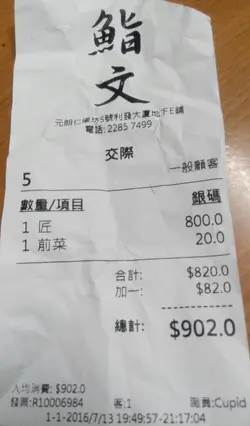 鮨
文
元朗仁樂坊5號利發大廈地下E舖
電話: 2285 7499
交際
5 一般顧客
數量/項目 銀碼
1 匠 800.0
1 前菜 20.0
合計: $820.0
加一: $82.0
總計: $902.0
人均消費: $902.0
發票:R10006984 客:1 職員:Cupid
1-1-2016/7/13 19:49:57-21:17:04